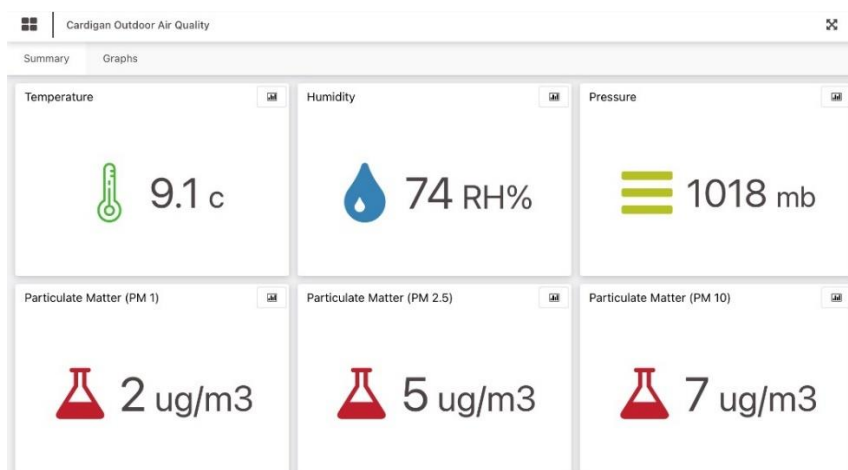 Cardigan Outdoor Air Quality
Summary Graphs
Temperature
9.1 c
Humidity
74 RH%
Pressure
1018 mb
Particulate Matter (PM 1)
2 ug/m3
Particulate Matter (PM 2.5)
5 ug/m3
Particulate Matter (PM 10)
7 ug/m3